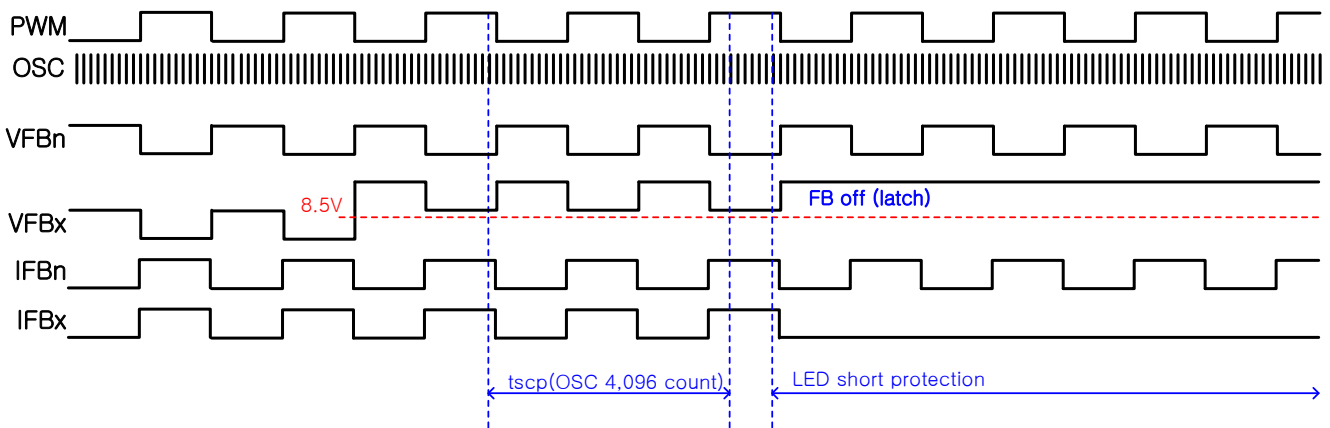 PWM
OSC
VFBn
8.5V
FB off (latch)
VFBx
IFBn
IFBx
tscp(OSC 4,096 count)
LED short protection